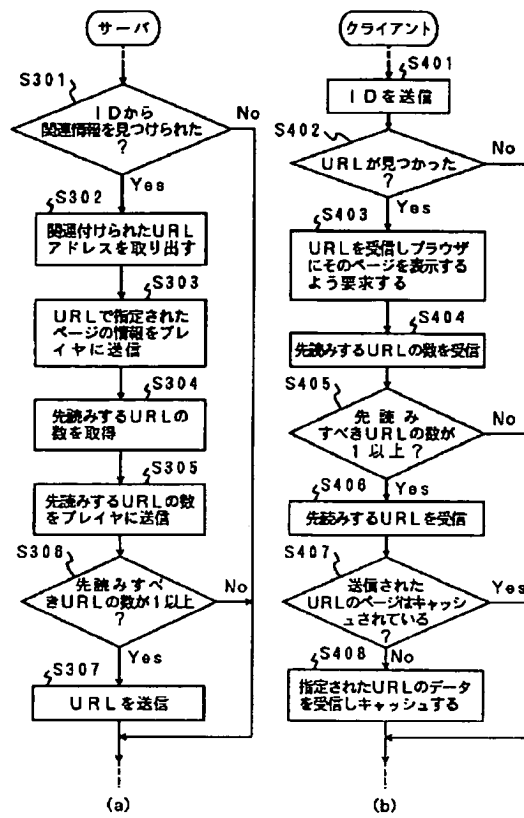 サーバ
S301
IDから
関連情報を見つけられた
?
No
Yes
S302
関連付けられたURL
アドレスを取り出す
S303
URLで指定された
ページの情報をプレ
イヤに送信
S304
先読みするURLの
数を取得
S305
先読みするURLの数
をプレイヤに送信
S306
先読みすべ
きURLの数が1以上
?
No
Yes
S307
URLを送信
(a)
クライアント
S401
IDを送信
S402
URLが見つかった
?
No
Yes
S403
URLを受信しブラウザ
にそのページを表示する
よう要求する
S404
先読みするURLの数を受信
S405
先読み
すべきURLの数が
1以上?
No
Yes
S406
先読みするURLを受信
S407
送信された
URLのページはキャッシ
ュされている
?
Yes
No
S408
指定されたURLのデータ
を受信しキャッシュする
(b)